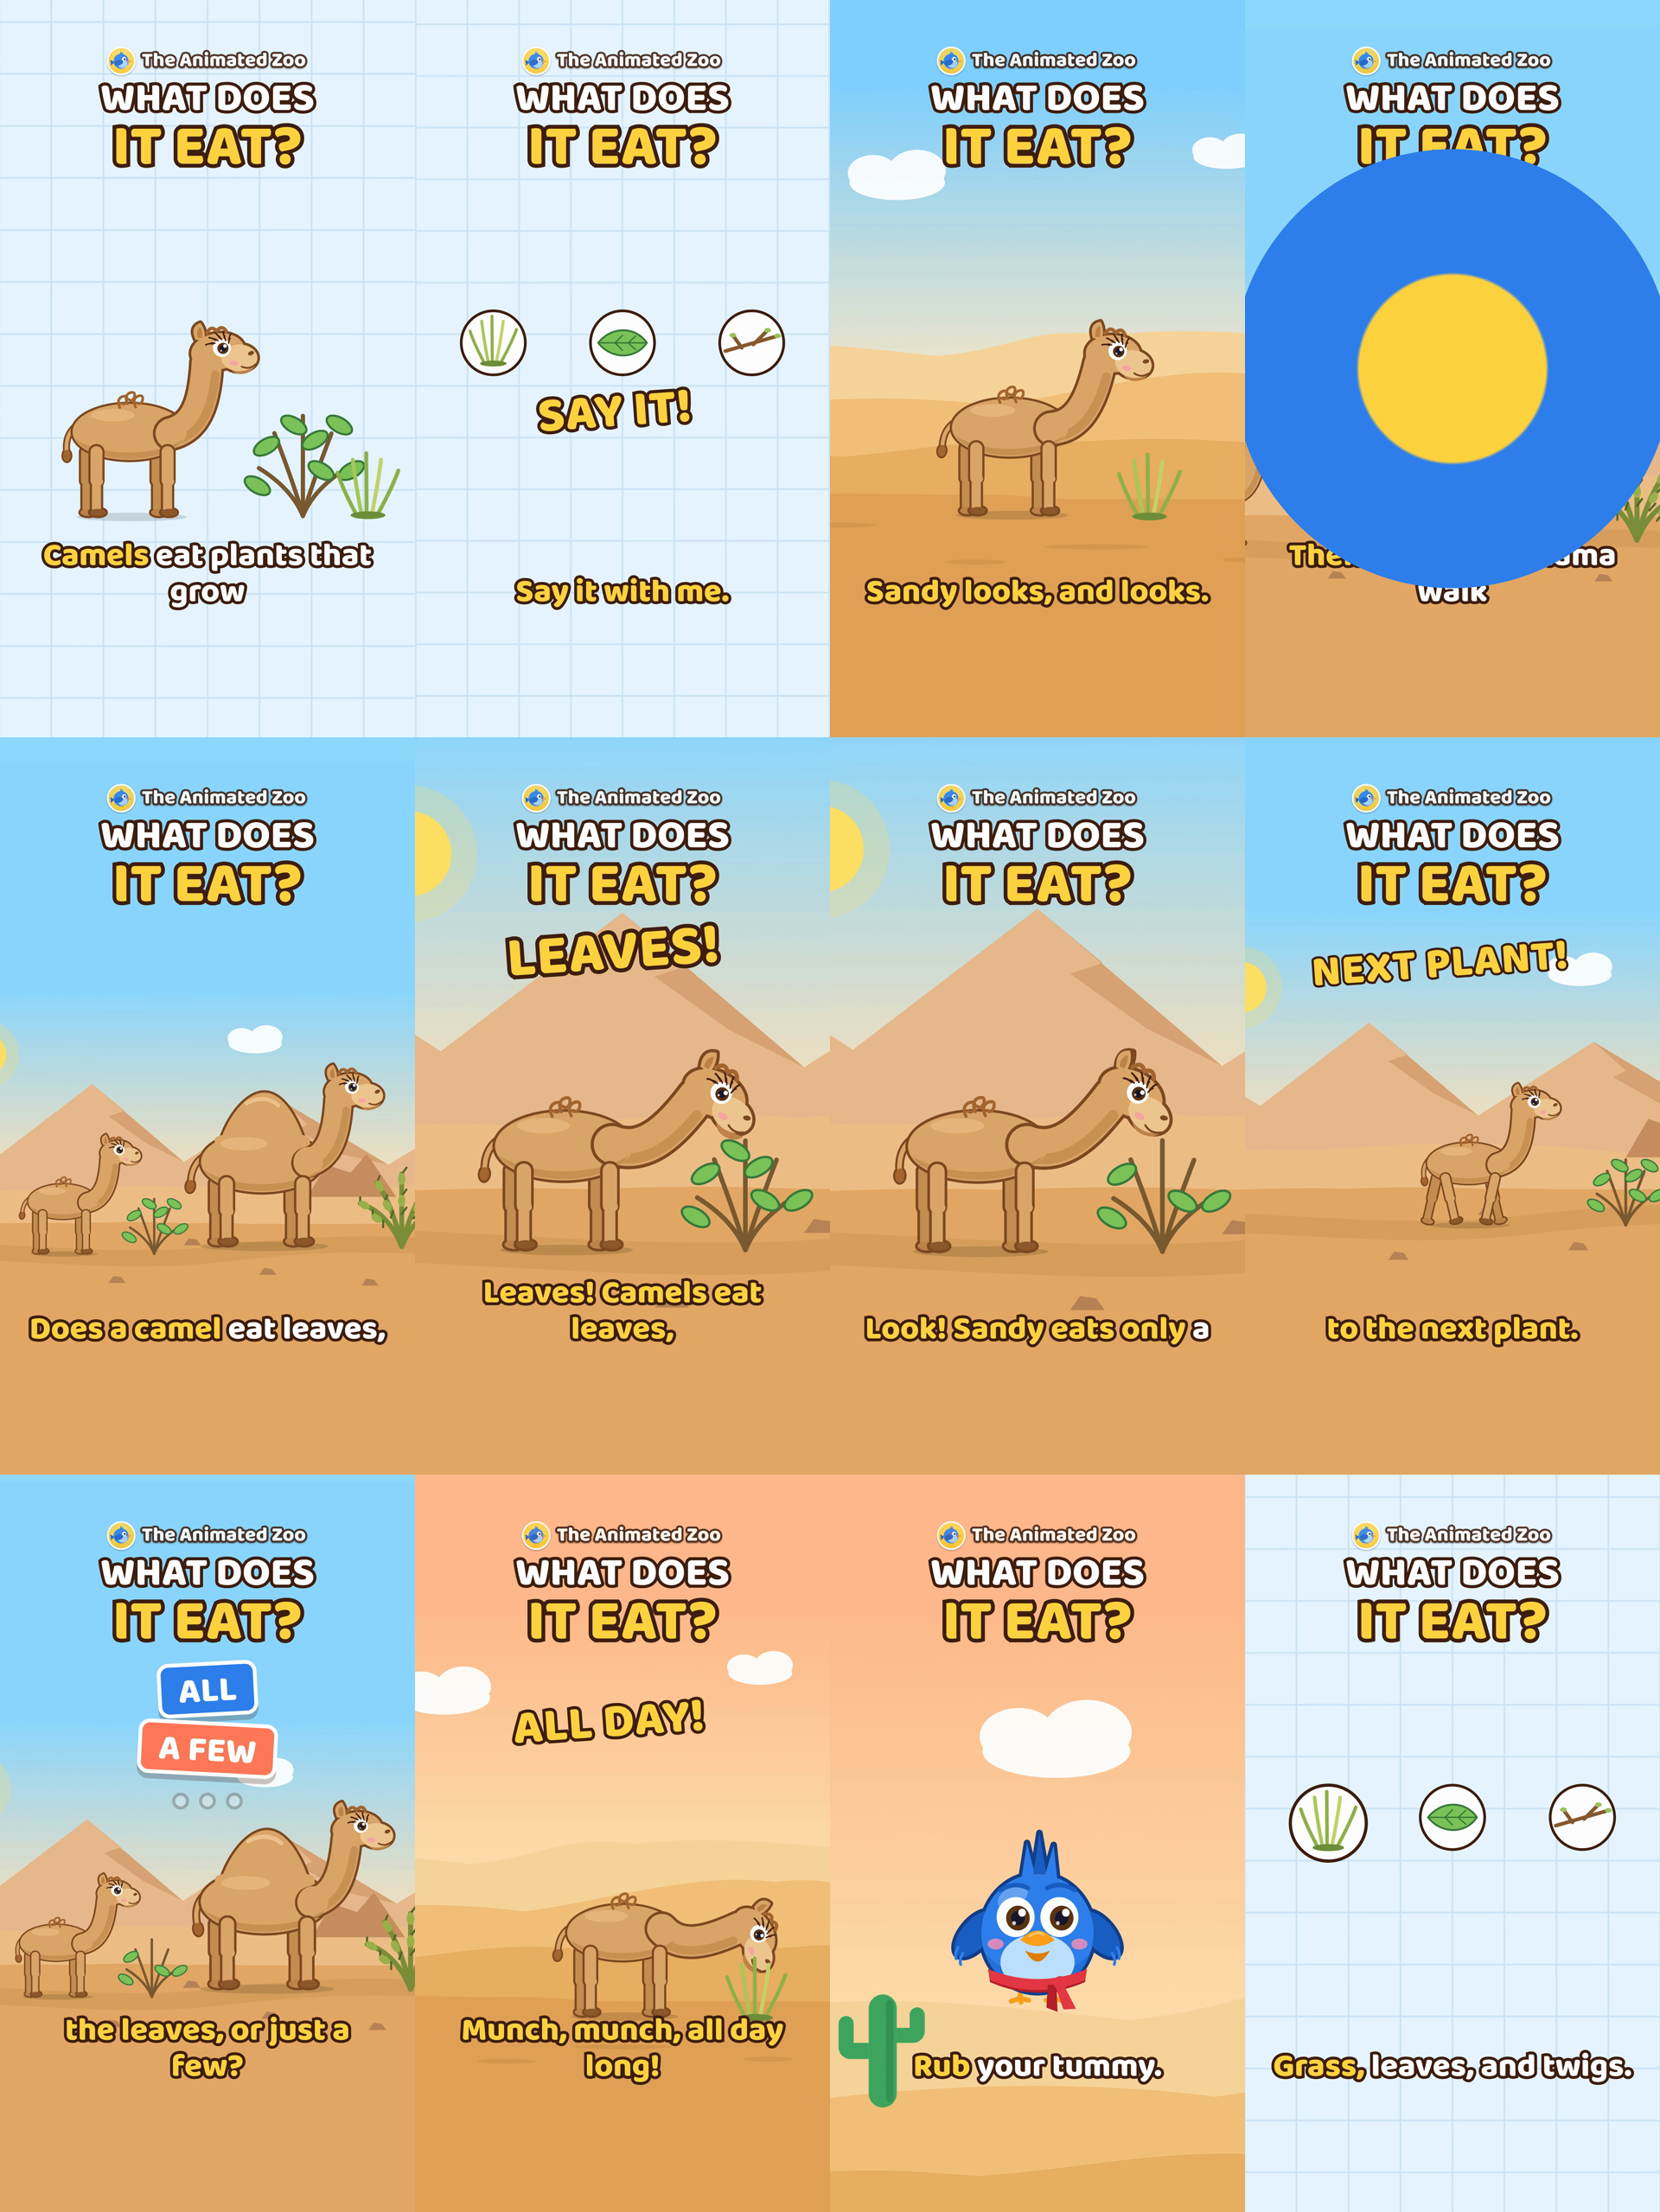 The Animated Zoo
WHAT DOES
IT EAT?
Camels eat plants that
grow
The Animated Zoo
WHAT DOES
IT EAT?
SAY IT!
Say it with me.
The Animated Zoo
WHAT DOES
IT EAT?
Sandy looks, and looks.
The Animated Zoo
WHAT DOES
IT EAT?
walk
The Animated Zoo
WHAT DOES
IT EAT?
Does a camel eat leaves,
The Animated Zoo
WHAT DOES
IT EAT?
LEAVES!
Leaves! Camels eat
leaves,
The Animated Zoo
WHAT DOES
IT EAT?
Look! Sandy eats only a
The Animated Zoo
WHAT DOES
IT EAT?
NEXT PLANT!
to the next plant.
The Animated Zoo
WHAT DOES
IT EAT?
ALL
A FEW
the leaves, or just a
few?
The Animated Zoo
WHAT DOES
IT EAT?
ALL DAY!
Munch, munch, all day
long!
The Animated Zoo
WHAT DOES
IT EAT?
Rub your tummy.
The Animated Zoo
WHAT DOES
IT EAT?
Grass, leaves, and twigs.